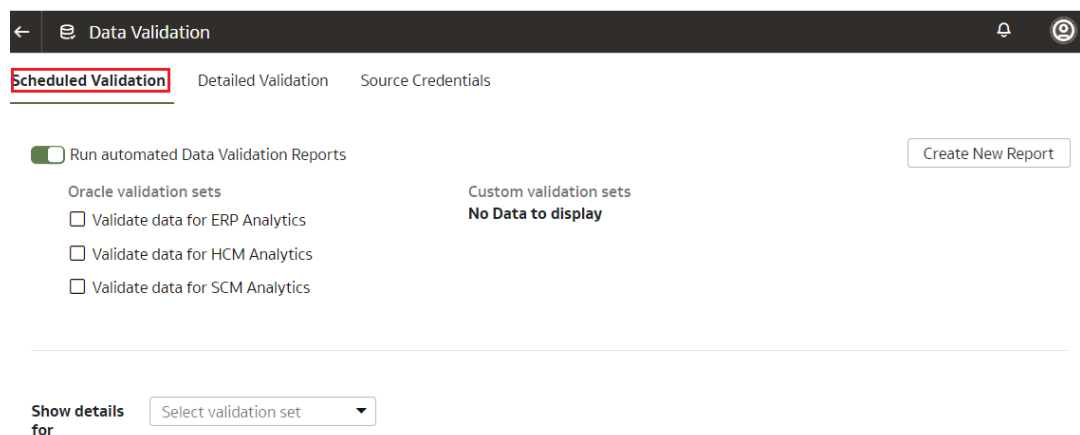 Data Validation
Scheduled Validation Detailed Validation Source Credentials
Run automated Data Validation Reports Create New Report
Oracle validation sets Custom validation sets
Validate data for ERP Analytics No Data to display
Validate data for HCM Analytics
Validate data for SCM Analytics
Show details for Select validation set